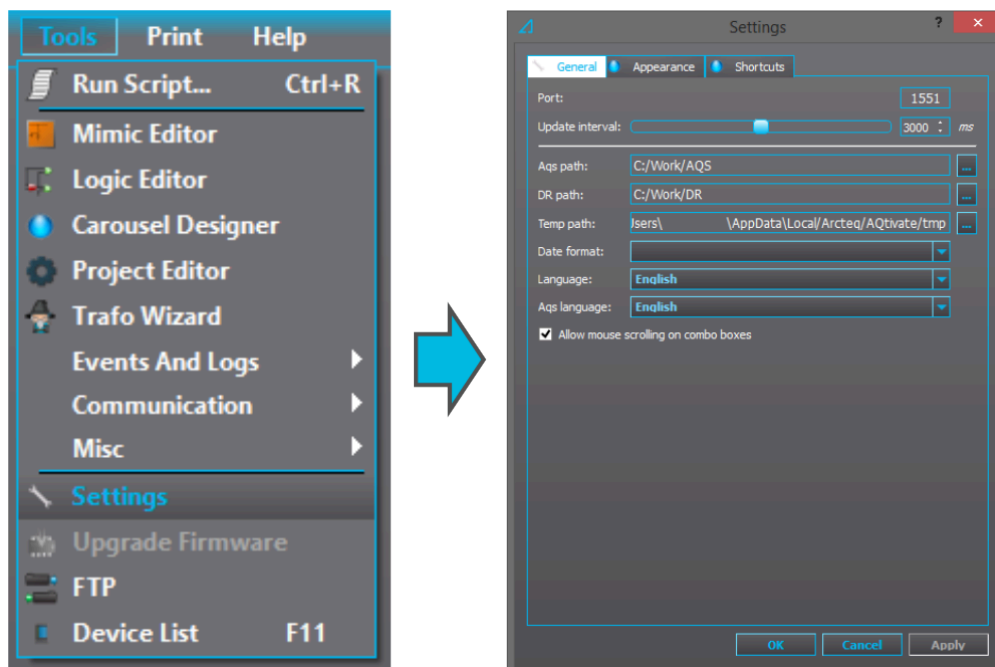 Tools Print Help
Run Script... Ctrl+R
Mimic Editor
Logic Editor
Carousel Designer
Project Editor
Trafo Wizard
Events And Logs
Communication
Misc
Settings
Upgrade Firmware
FTP
Device List F11
Settings ? ×
General Appearance Shortcuts
Port: 1551
Update interval: 3000 ms
Aqs path: C:/Work/AQS ...
DR path: C:/Work/DR ...
Temp path: Jsers\ \AppData\Local/Arcteq/AQtivate/tmp ...
Date format:
Language: English
Aqs language: English
Allow mouse scrolling on combo boxes
OK Cancel Apply